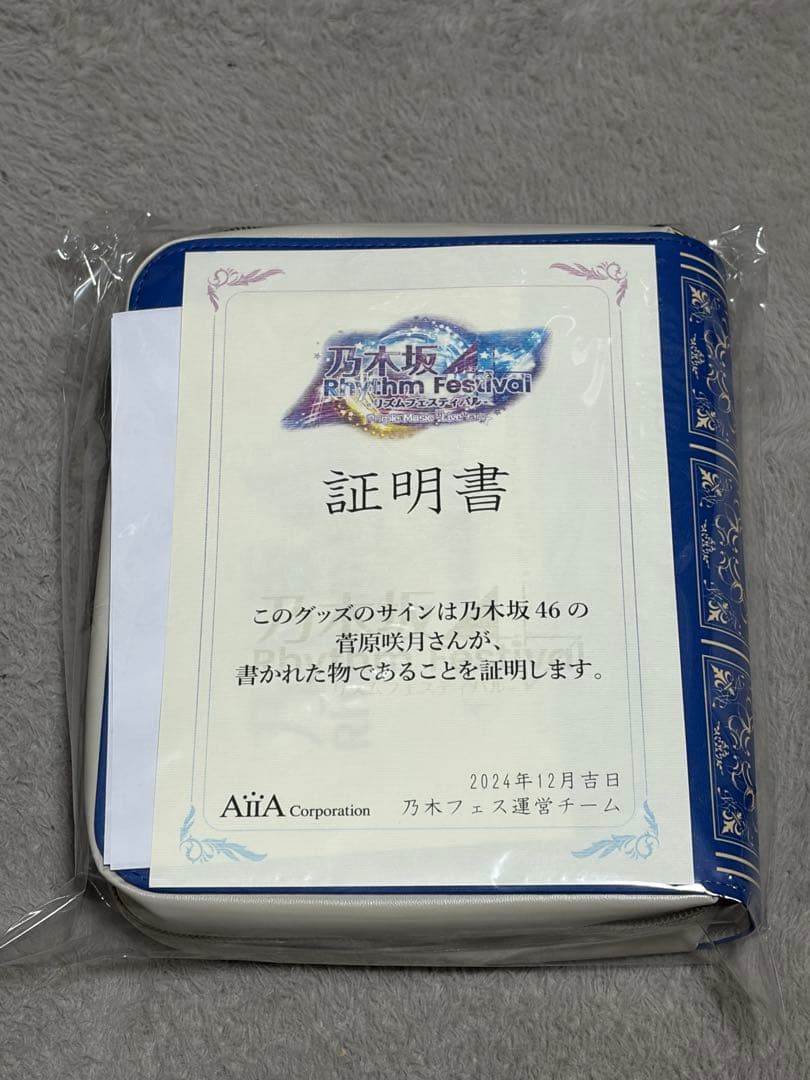 乃木坂46
Rhythm Festival
リズムフェスティバル
証明書
このグッズのサインは乃木坂46の
菅原咲月さんが、
書かれた物であることを証明します。
2024年12月吉日
AiiA Corporation
乃木フェス運営チーム